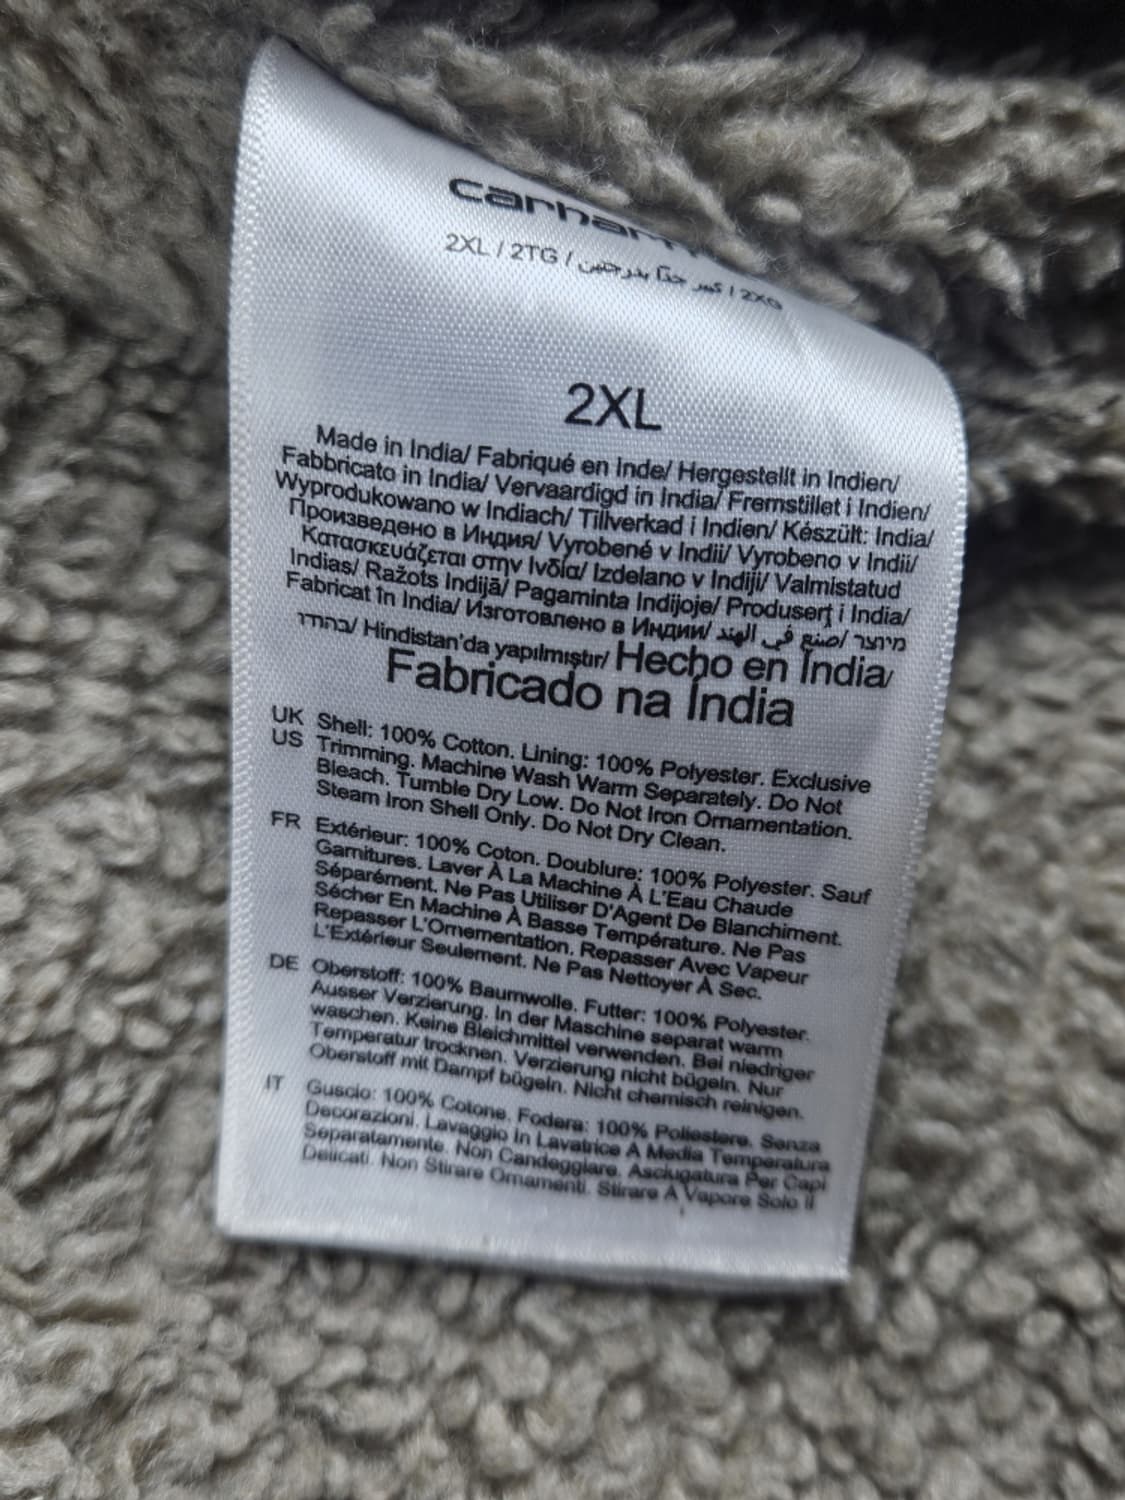 carhartt
2XL / 2TG / كبير جدًا بدرجتين / 2XG
2XL
Made in India/ Fabriqué en Inde/ Hergestellt in Indien/
Fabbricato in India/ Vervaardigd in India/ Fremstillet i Indien/
Wyprodukowano w Indiach/ Tillverkad i Indien/ Készült: India/
Произведено в Индия/ Vyrobené v Indii/ Vyrobeno v Indii/
Κατασκευάζεται στην Ινδία/ Izdelano v Indiji/ Valmistatud
Indias/ Ražots Indijā/ Pagaminta Indijoje/ Produsert i India/
Fabricat în India/ Изготовлено в Индии/ صنع في الهند/ מיוצר
בהודו/ Hindistan'da yapılmıştır/ Hecho en India/
Fabricado na Índia
UK Shell: 100% Cotton. Lining: 100% Polyester. Exclusive
US Trimming. Machine Wash Warm Separately. Do Not
Bleach. Tumble Dry Low. Do Not Iron Ornamentation.
Steam Iron Shell Only. Do Not Dry Clean.
FR Extérieur: 100% Coton. Doublure: 100% Polyester. Sauf
Garnitures. Laver À La Machine À L'Eau Chaude
Séparément. Ne Pas Utiliser D'Agent De Blanchiment.
Sécher En Machine À Basse Température. Ne Pas
Repasser L'Ornementation. Repasser Avec Vapeur
L'Extérieur Seulement. Ne Pas Nettoyer À Sec.
DE Oberstoff: 100% Baumwolle. Futter: 100% Polyester.
Ausser Verzierung. In der Maschine separat warm
waschen. Keine Bleichmittel verwenden. Bei niedriger
Temperatur trocknen. Verzierung nicht bügeln. Nur
Oberstoff mit Dampf bügeln. Nicht chemisch reinigen.
IT Guscio: 100% Cotone. Fodera: 100% Poliestere. Senza
Decorazioni. Lavaggio In Lavatrice A Media Temperatura
Separatamente. Non Candeggiare. Asciugatura Per Capi
Delicati. Non Stirare Ornamenti. Stirare A Vapore Solo Il